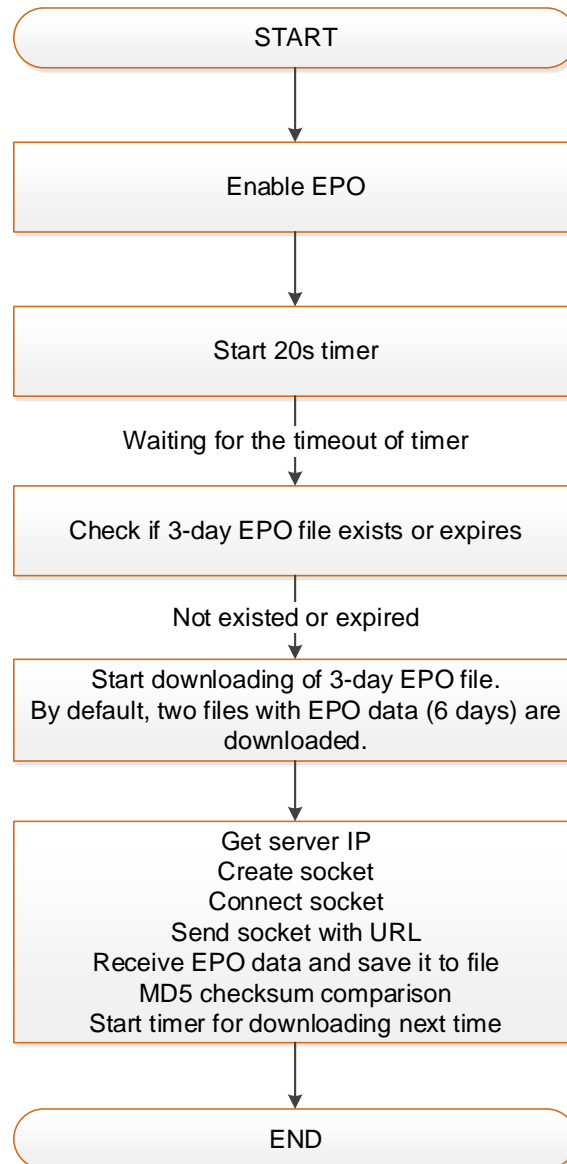 START
Enable EPO
Start 20s timer
Waiting for the timeout of timer
Check if 3-day EPO file exists or expires
Not existed or expired
Start downloading of 3-day EPO file.
By default, two files with EPO data (6 days) are
downloaded.
Get server IP
Create socket
Connect socket
Send socket with URL
Receive EPO data and save it to file
MD5 checksum comparison
Start timer for downloading next time
END